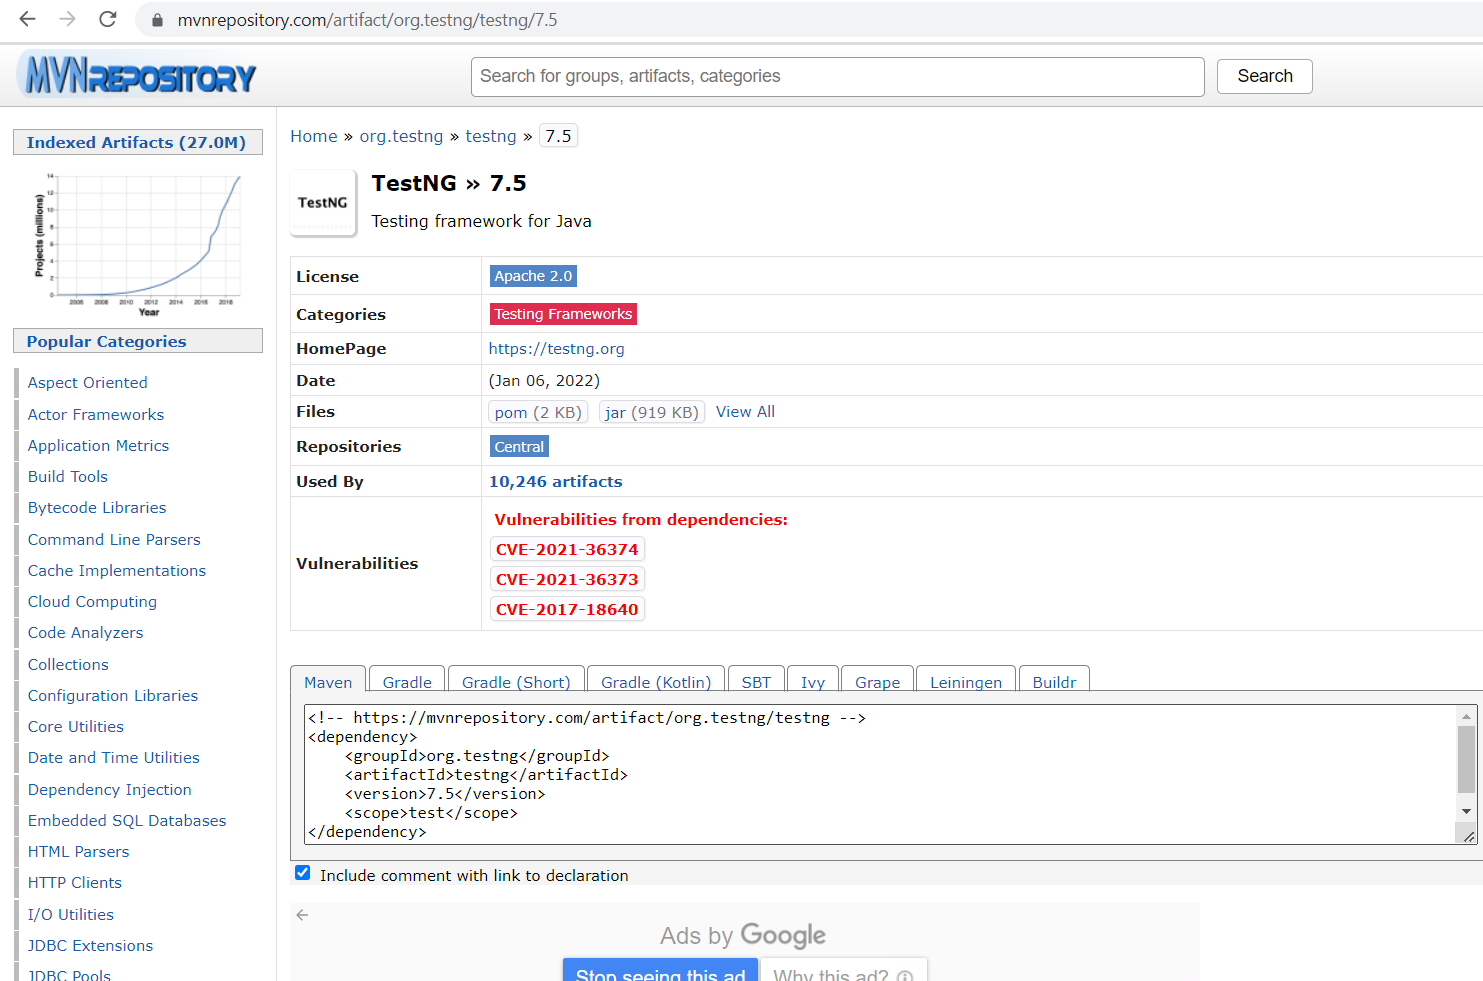 mvnrepository.com/artifact/org.testng/testng/7.5
MVNREPOSITORY
Search for groups, artifacts, categories
Search
Indexed Artifacts (27.0M)
Projects (millions)
14
12
10
8
6
4
2
0
2006 2008 2010 2012 2014 2016 2018
Year
Popular Categories
Aspect Oriented
Actor Frameworks
Application Metrics
Build Tools
Bytecode Libraries
Command Line Parsers
Cache Implementations
Cloud Computing
Code Analyzers
Collections
Configuration Libraries
Core Utilities
Date and Time Utilities
Dependency Injection
Embedded SQL Databases
HTML Parsers
HTTP Clients
I/O Utilities
JDBC Extensions
JDBC Pools
Home » org.testng » testng » 7.5
TestNG
TestNG » 7.5
Testing framework for Java
License Apache 2.0
Categories Testing Frameworks
HomePage https://testng.org
Date (Jan 06, 2022)
Files pom (2 KB) jar (919 KB) View All
Repositories Central
Used By 10,246 artifacts
Vulnerabilities
Vulnerabilities from dependencies:
CVE-2021-36374
CVE-2021-36373
CVE-2017-18640
Maven Gradle Gradle (Short) Gradle (Kotlin) SBT Ivy Grape Leiningen Buildr
<!-- https://mvnrepository.com/artifact/org.testng/testng -->
<dependency>
    <groupId>org.testng</groupId>
    <artifactId>testng</artifactId>
    <version>7.5</version>
    <scope>test</scope>
</dependency>
Include comment with link to declaration
Ads by Google
Stop seeing this ad Why this ad?